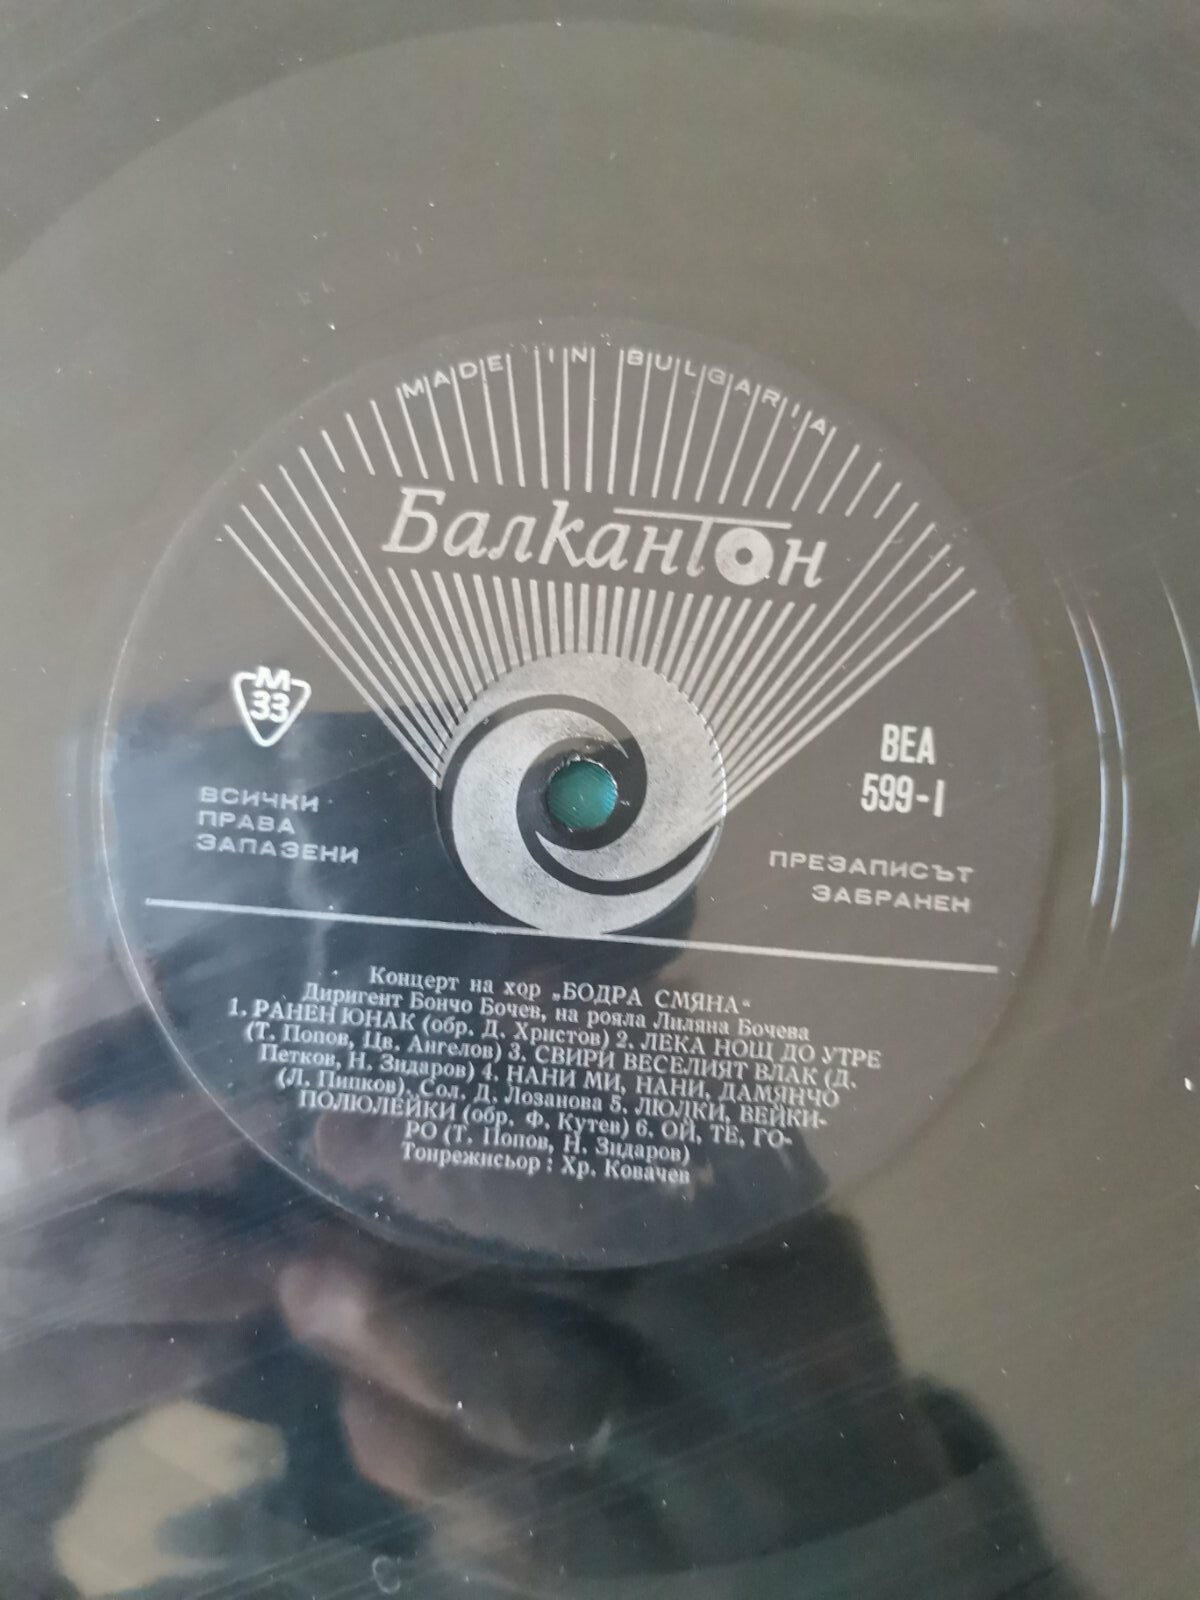 MADE IN BULGARIA
Балкантон
М
33
ВСИЧКИ
ПРАВА
ЗАПАЗЕНИ
ВЕА
599-I
ПРЕЗАПИСЪТ
ЗАБРАНЕН
Концерт на хор „БОДРА СМЯНА“
Диригент Бончо Бочев, на рояла Лиляна Бочева
1. РАНЕН ЮНАК (обр. Д. Христов) 2. ЛЕКА НОЩ ДО УТРЕ
(Т. Попов, Цв. Ангелов) 3. СВИРИ ВЕСЕЛИЯТ ВЛАК (Д.
Петков, Н. Зидаров) 4. НАНИ МИ, НАНИ, ДАМЯНЧО
(Л. Пипков), Сол. Д. Лозанова 5. ЛЮЛКИ, ВЕЙКИ-
ПОЛЮЛЕЙКИ (обр. Ф. Кутев) 6. ОЙ, ТЕ, ГО-
РО (Т. Попов, Н. Зидаров)
Тонрежисьор : Хр. Ковачев